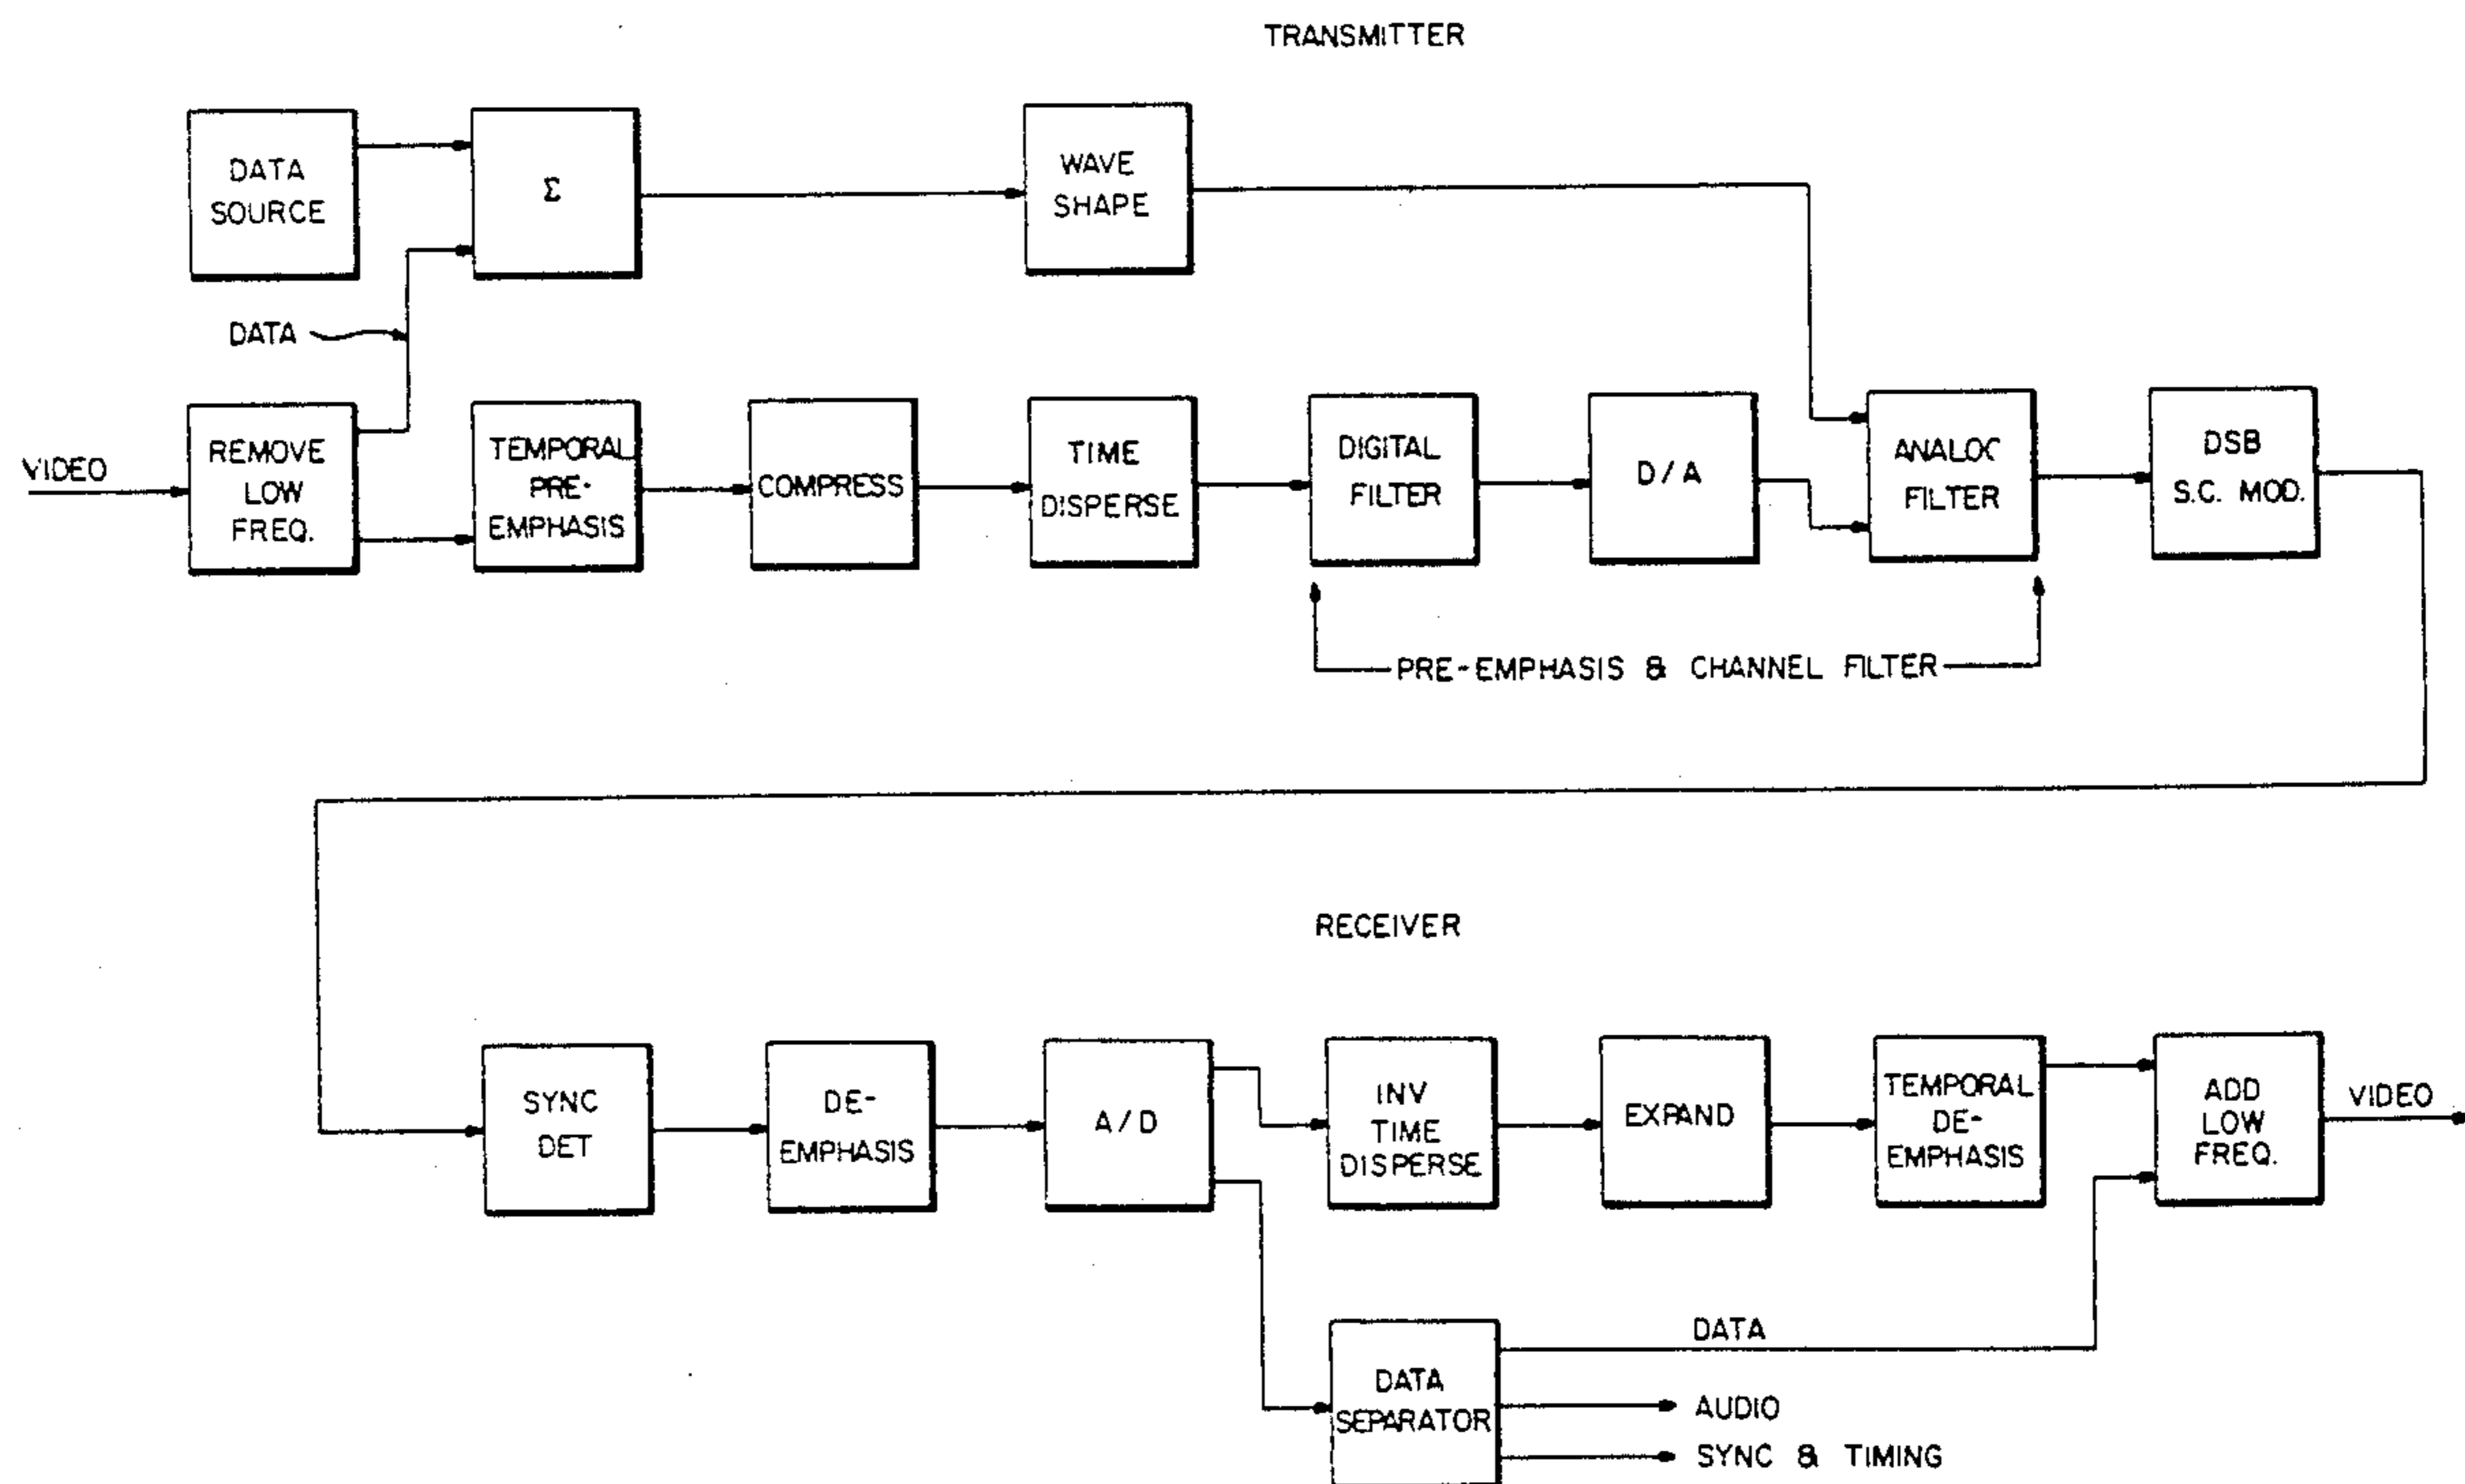 TRANSMITTER
DATA
SOURCE
Σ
WAVE
SHAPE
DATA
VIDEO
REMOVE
LOW
FREQ.
TEMPORAL
PRE-
EMPHASIS
COMPRESS
TIME
DISPERSE
DIGITAL
FILTER
D/A
ANALOG
FILTER
DSB
S.C. MOD.
PRE-EMPHASIS & CHANNEL FILTER
RECEIVER
SYNC
DET
DE-
EMPHASIS
A/D
INV
TIME
DISPERSE
EXPAND
TEMPORAL
DE-
EMPHASIS
ADD
LOW
FREQ.
VIDEO
DATA
SEPARATOR
DATA
AUDIO
SYNC & TIMING